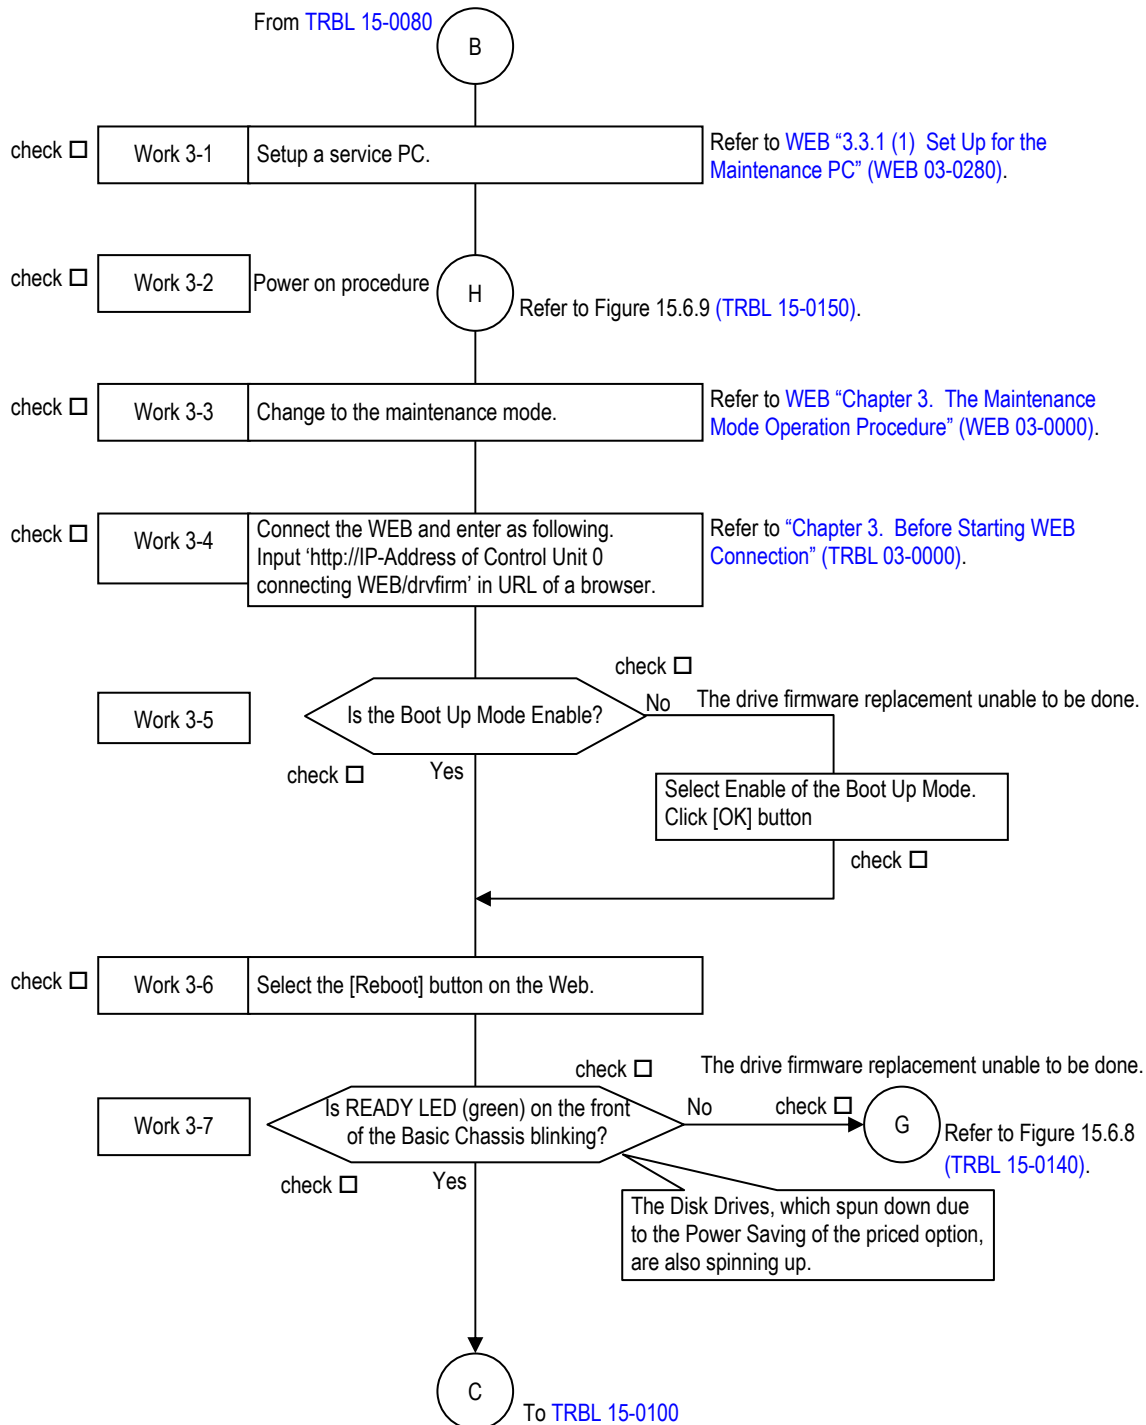 From TRBL 15-0080
B
check □
Work 3-1
Setup a service PC.
Refer to WEB “3.3.1 (1) Set Up for the
Maintenance PC” (WEB 03-0280).
check □
Work 3-2
Power on procedure
H
Refer to Figure 15.6.9 (TRBL 15-0150).
check □
Work 3-3
Change to the maintenance mode.
Refer to WEB “Chapter 3. The Maintenance
Mode Operation Procedure” (WEB 03-0000).
check □
Work 3-4
Connect the WEB and enter as following.
Input ‘http://IP-Address of Control Unit 0
connecting WEB/drvfirm’ in URL of a browser.
Refer to “Chapter 3. Before Starting WEB
Connection” (TRBL 03-0000).
check □
Work 3-5
Is the Boot Up Mode Enable?
No
The drive firmware replacement unable to be done.
check □
Yes
Select Enable of the Boot Up Mode.
Click [OK] button
check □
check □
Work 3-6
Select the [Reboot] button on the Web.
check □
The drive firmware replacement unable to be done.
Work 3-7
Is READY LED (green) on the front
of the Basic Chassis blinking?
No
check □
G
Refer to Figure 15.6.8
(TRBL 15-0140).
check □
Yes
The Disk Drives, which spun down due
to the Power Saving of the priced option,
are also spinning up.
C
To TRBL 15-0100